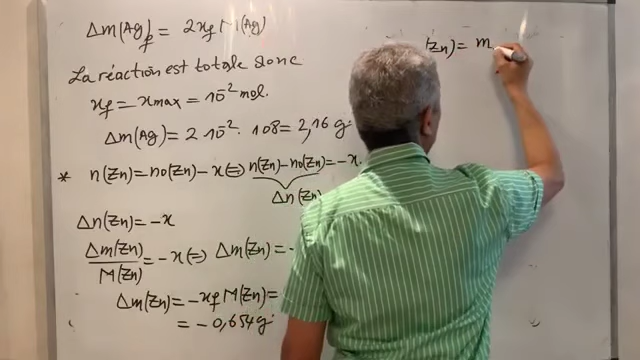 Δm(Ag)f = 2xf M(Ag)
La réaction est totale donc
xf = xmax = 10⁻² mol.
Δm(Ag) = 2 10⁻² . 108 = 2,16 g
* n(Zn) = n0(Zn) - x ⇔ n(Zn) - n0(Zn) = -x.
Δn(Zn)
Δn(Zn) = -x
Δm(Zn)/M(Zn) = -x ⇔ Δm(Zn) = -
Δm(Zn) = -xf M(Zn) =
= -0,654 g
(Zn) = m